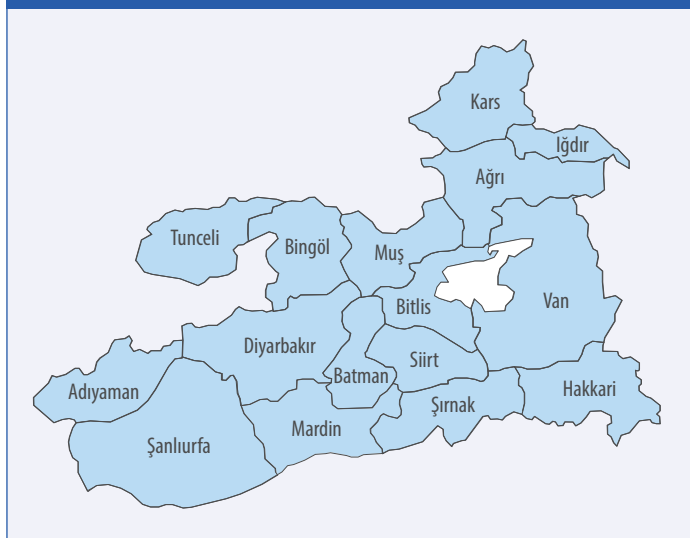 Kars
Iğdır
Ağrı
Tunceli
Bingöl
Muş
Bitlis
Van
Diyarbakır
Siirt
Batman
Adıyaman
Hakkari
Şırnak
Mardin
Şanlıurfa